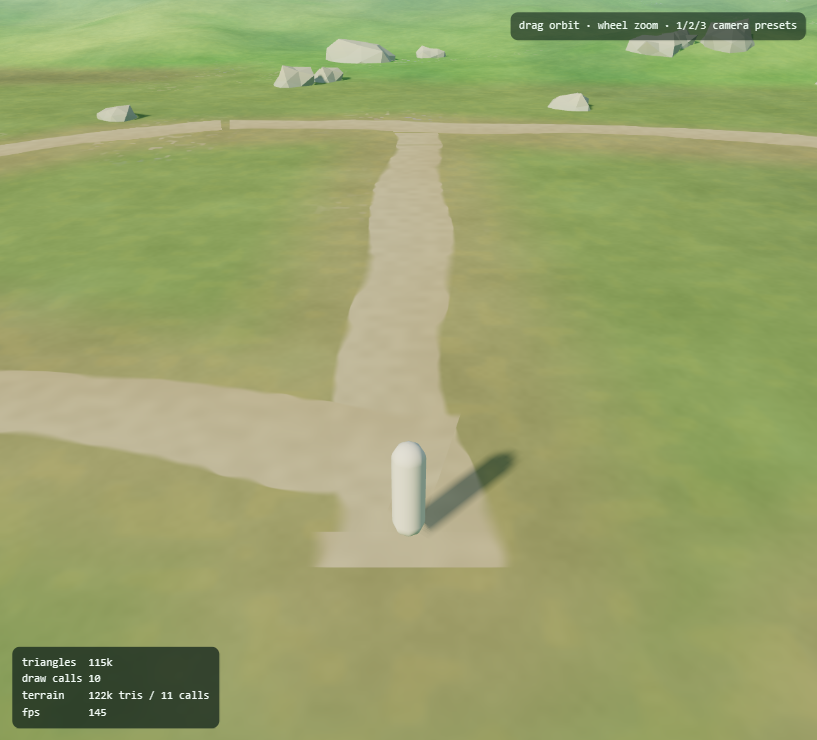 drag orbit · wheel zoom · 1/2/3 camera presets
triangles 115k
draw calls 10
terrain 122k tris / 11 calls
fps 145